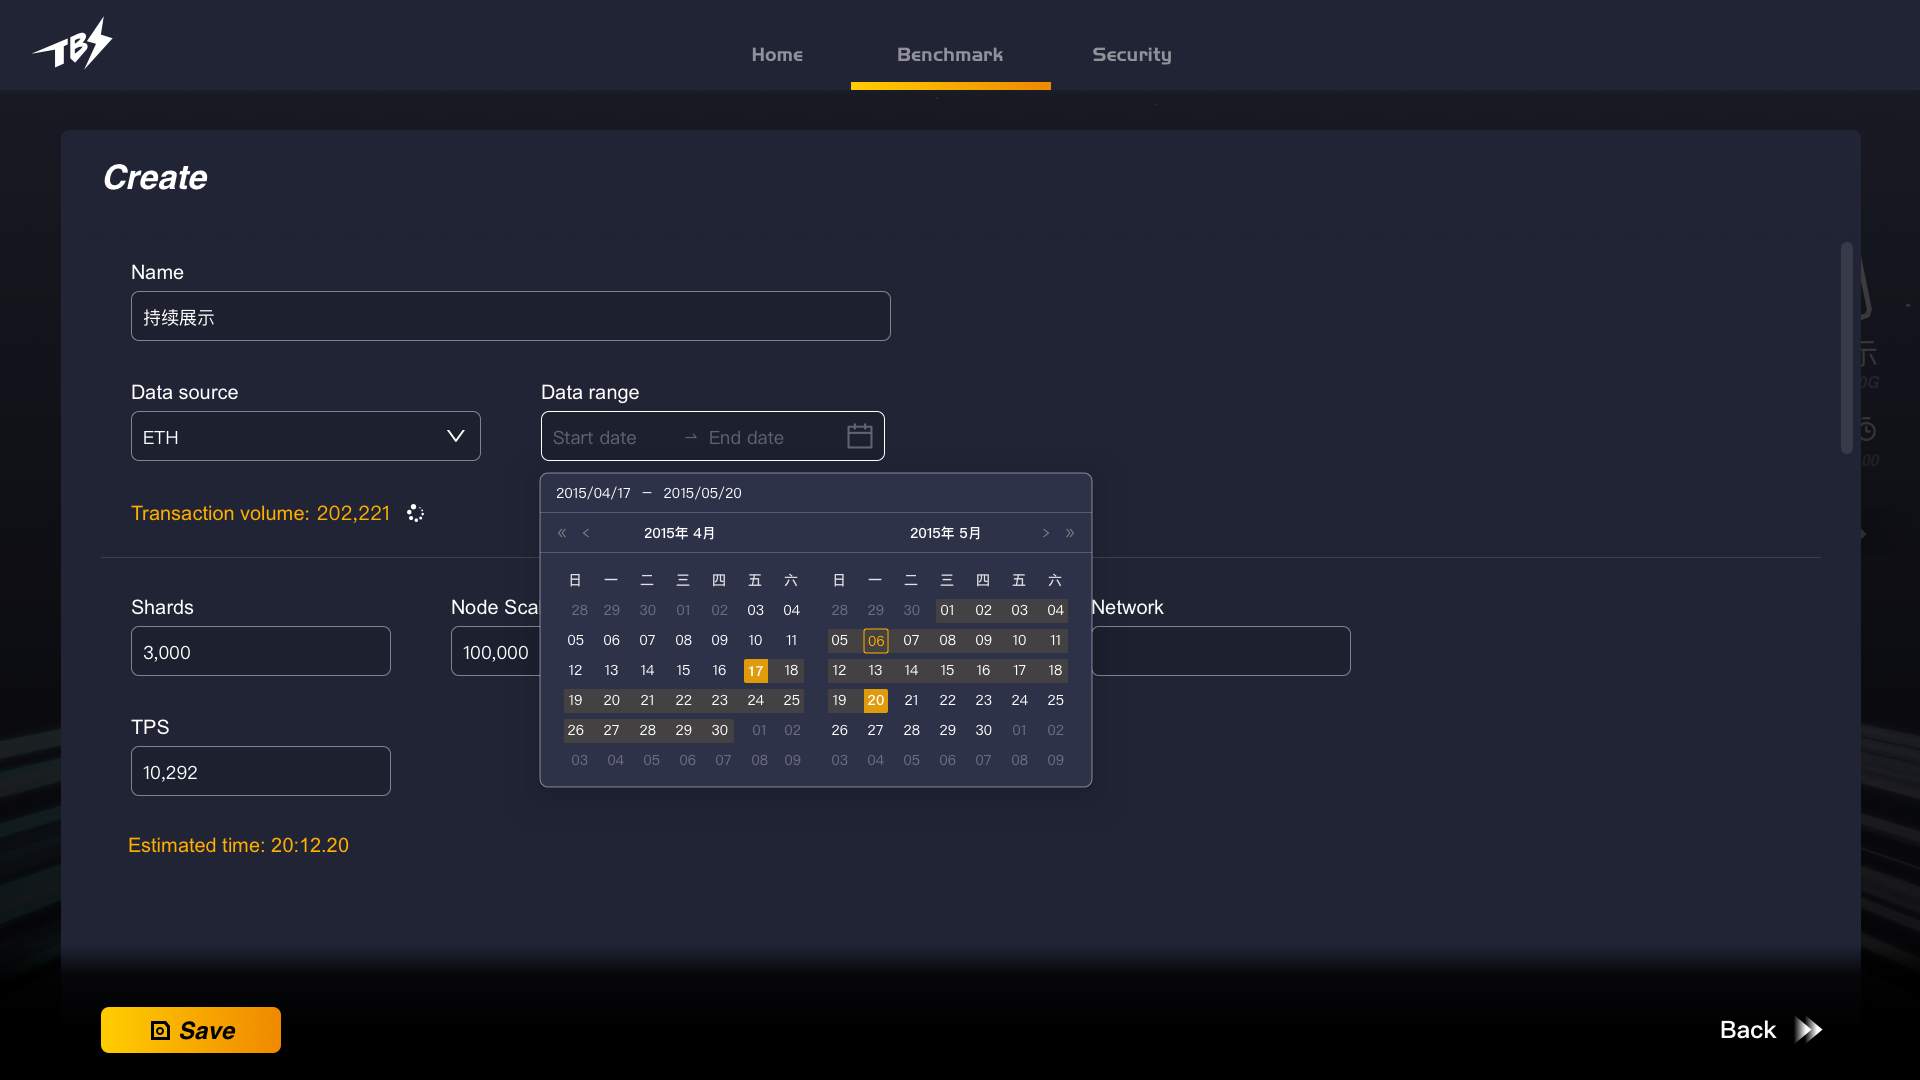 TBS
Home
Benchmark
Security
Create
Name
持续展示
Data source
Data range
ETH
Start date
End date
Transaction volume: 202,221
2015/04/17 – 2015/05/20
« < 2015年 4月
2015年 5月 > »
日 一 二 三 四 五 六
28 29 30 01 02 03 04
05 06 07 08 09 10 11
12 13 14 15 16 17 18
19 20 21 22 23 24 25
26 27 28 29 30 01 02
03 04 05 06 07 08 09
日 一 二 三 四 五 六
28 29 30 01 02 03 04
05 06 07 08 09 10 11
12 13 14 15 16 17 18
19 20 21 22 23 24 25
26 27 28 29 30 01 02
03 04 05 06 07 08 09
Shards
Node Sca
Network
3,000
100,000
TPS
10,292
Estimated time: 20:12.20
示
Save
Back